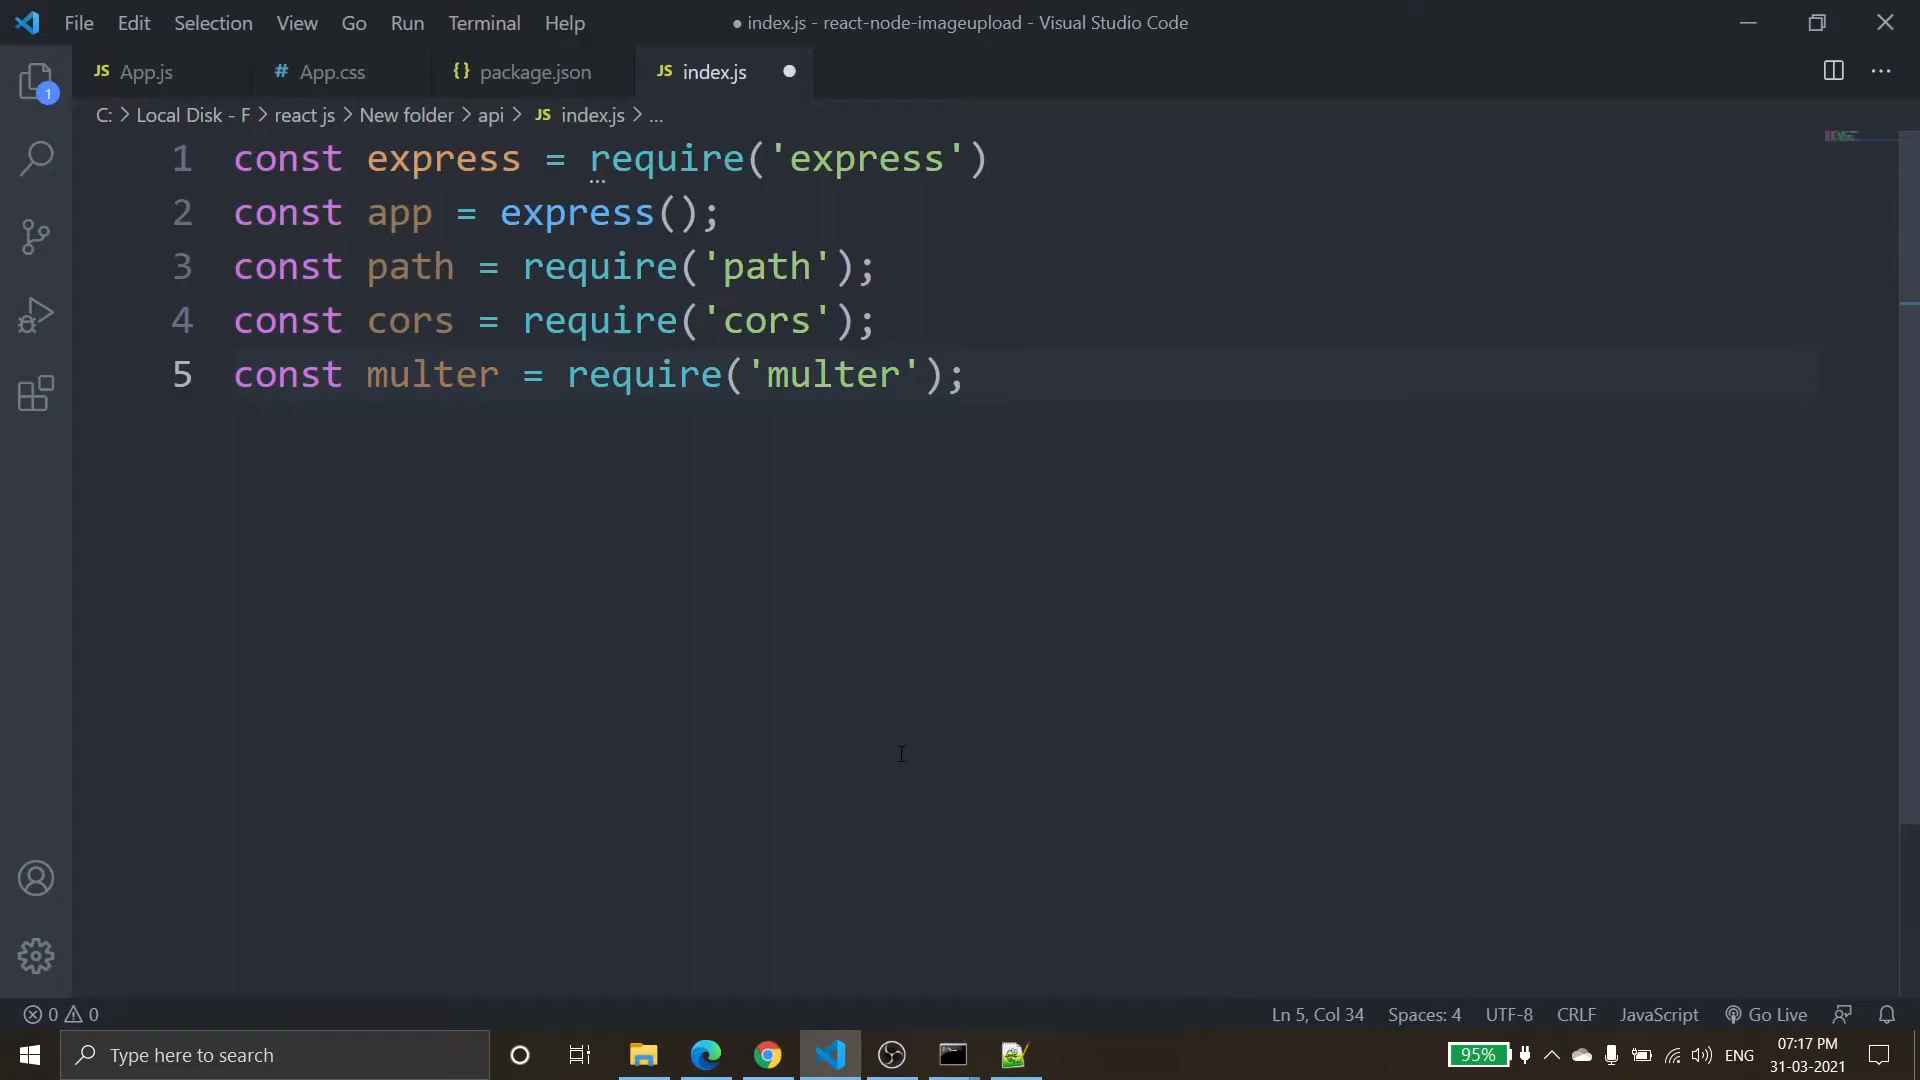 File Edit Selection View Go Run Terminal Help ● index.js - react-node-imageupload - Visual Studio Code
JS App.js # App.css {} package.json JS index.js ●
1
C: > Local Disk - F > react js > New folder > api > JS index.js > ...
1 const express = require('express')
2 const app = express();
3 const path = require('path');
4 const cors = require('cors');
5 const multer = require('multer');
0 0 Ln 5, Col 34 Spaces: 4 UTF-8 CRLF JavaScript Go Live
Type here to search 95% ENG 07:17 PM
31-03-2021